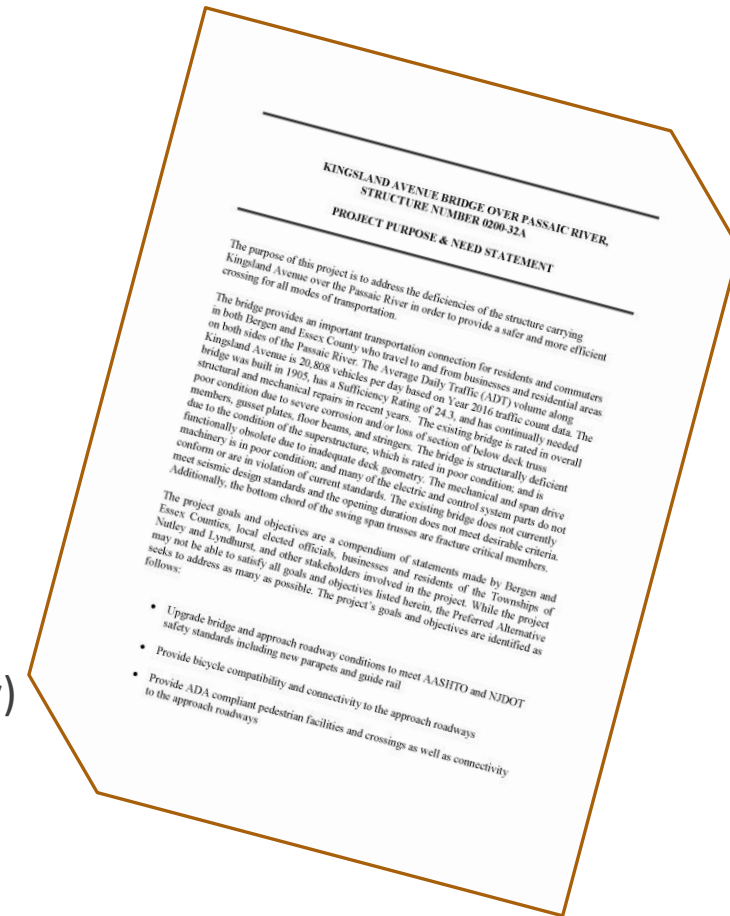 KINGSLAND AVENUE BRIDGE OVER PASSAIC RIVER,
STRUCTURE NUMBER 0200-32A
PROJECT PURPOSE & NEED STATEMENT
The purpose of this project is to address the deficiencies of the structure carrying
Kingsland Avenue over the Passaic River in order to provide a safer and more efficient
crossing for all modes of transportation.
The bridge provides an important transportation connection for residents and commuters
in both Bergen and Essex County who travel to and from businesses and residential areas
on both sides of the Passaic River. The Average Daily Traffic (ADT) volume along
Kingsland Avenue is 20,808 vehicles per day based on Year 2016 traffic count data. The
bridge was built in 1905, has a Sufficiency Rating of 24.3, and has continually needed
structural and mechanical repairs in recent years. The existing bridge is rated in overall
poor condition due to severe corrosion and/or loss of section of below deck truss
members, gusset plates, floor beams, and stringers. The bridge is structurally deficient
due to the condition of the superstructure, which is rated in poor condition; and is
functionally obsolete due to inadequate deck geometry. The mechanical and span drive
machinery is in poor condition; and many of the electric and control system parts do not
conform or are in violation of current standards. The existing bridge does not currently
meet seismic design standards and the opening duration does not meet desirable criteria.
Additionally, the bottom chord of the swing span trusses are fracture critical members.
The project goals and objectives are a compendium of statements made by Bergen and
Essex Counties, local elected officials, businesses and residents of the Townships of
Nutley and Lyndhurst, and other stakeholders involved in the project. While the project
may not be able to satisfy all goals and objectives listed herein, the Preferred Alternative
seeks to address as many as possible. The project's goals and objectives are identified as
follows:
• Upgrade bridge and approach roadway conditions to meet AASHTO and NJDOT
safety standards including new parapets and guide rail
• Provide bicycle compatibility and connectivity to the approach roadways
• Provide ADA compliant pedestrian facilities and crossings as well as connectivity
to the approach roadways
)